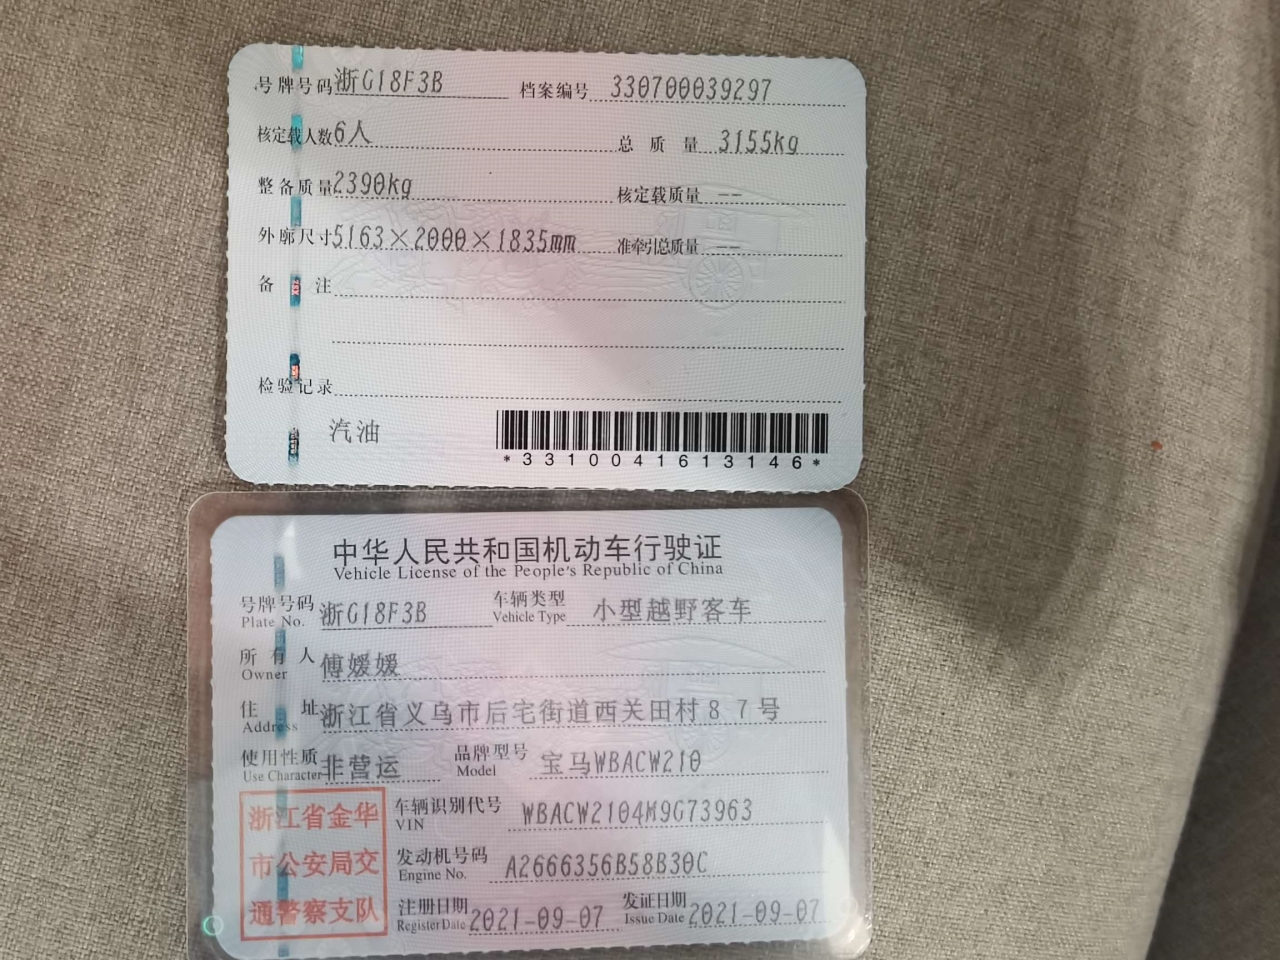 号牌号码 浙G18F3B 档案编号 330700039297
核定载人数 6人 总质量 3155kg
整备质量 2390kg 核定载质量 --
外廓尺寸 5163×2000×1835mm 准牵引总质量 --
备注
检验记录
汽油
*3310041613146*
中华人民共和国机动车行驶证
Vehicle License of the People's Republic of China
号牌号码 浙G18F3B 车辆类型 小型越野客车
Plate No. Vehicle Type
所有人 傅媛媛
Owner
住址 浙江省义乌市后宅街道西关田村87号
Address
使用性质 非营运 品牌型号 宝马WBACW210
Use Character Model
浙江省金华
市公安局交
通警察支队
车辆识别代号 WBACW2104M9G73963
VIN
发动机号码 A2666356B58B30C
Engine No.
注册日期 2021-09-07 发证日期 2021-09-07
Register Date Issue Date